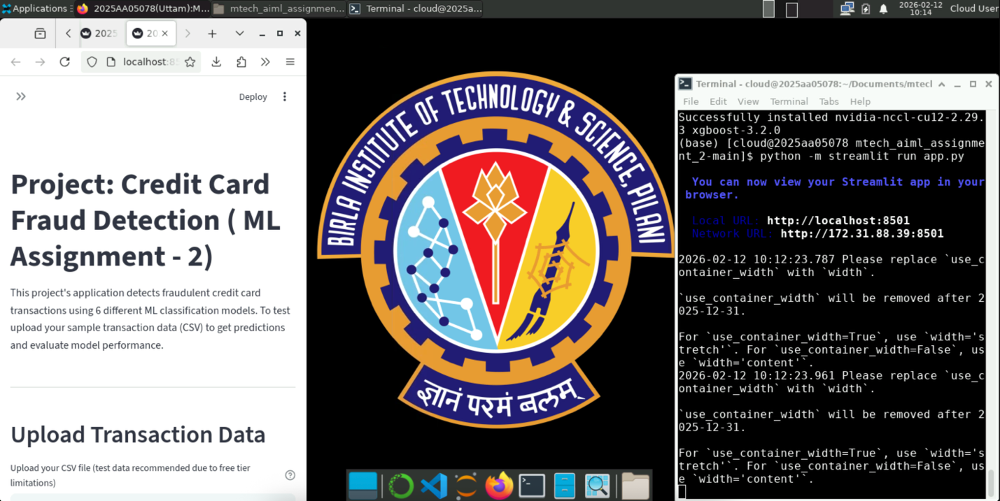 Applications
2025AA05078(Uttam):M...
mtech_aiml_assignmen...
Terminal - cloud@2025a...
2026-02-12
10:14
Cloud User
2025
20
localhost:85
Deploy
Project: Credit Card
Fraud Detection ( ML
Assignment - 2)
This project's application detects fraudulent credit card
transactions using 6 different ML classification models. To test
upload your sample transaction data (CSV) to get predictions
and evaluate model performance.
Upload Transaction Data
Upload your CSV file (test data recommended due to free tier
limitations)
BIRLA INSTITUTE OF TECHNOLOGY & SCIENCE, PILANI
ज्ञानं परमं बलम्
Terminal - cloud@2025aa05078:~/Documents/mtecl
File Edit View Terminal Tabs Help
Successfully installed nvidia-nccl-cu12-2.29.
3 xgboost-3.2.0
(base) [cloud@2025aa05078 mtech_aiml_assignme
nt_2-main]$ python -m streamlit run app.py
You can now view your Streamlit app in your
browser.
Local URL: http://localhost:8501
Network URL: http://172.31.88.39:8501
2026-02-12 10:12:23.787 Please replace `use_c
ontainer_width` with `width`.
`use_container_width` will be removed after 2
025-12-31.
For `use_container_width=True`, use `width='s
tretch'`. For `use_container_width=False`, us
e `width='content'`.
2026-02-12 10:12:23.961 Please replace `use_c
ontainer_width` with `width`.
`use_container_width` will be removed after 2
025-12-31.
For `use_container_width=True`, use `width='s
tretch'`. For `use_container_width=False`, us
e `width='content'`.